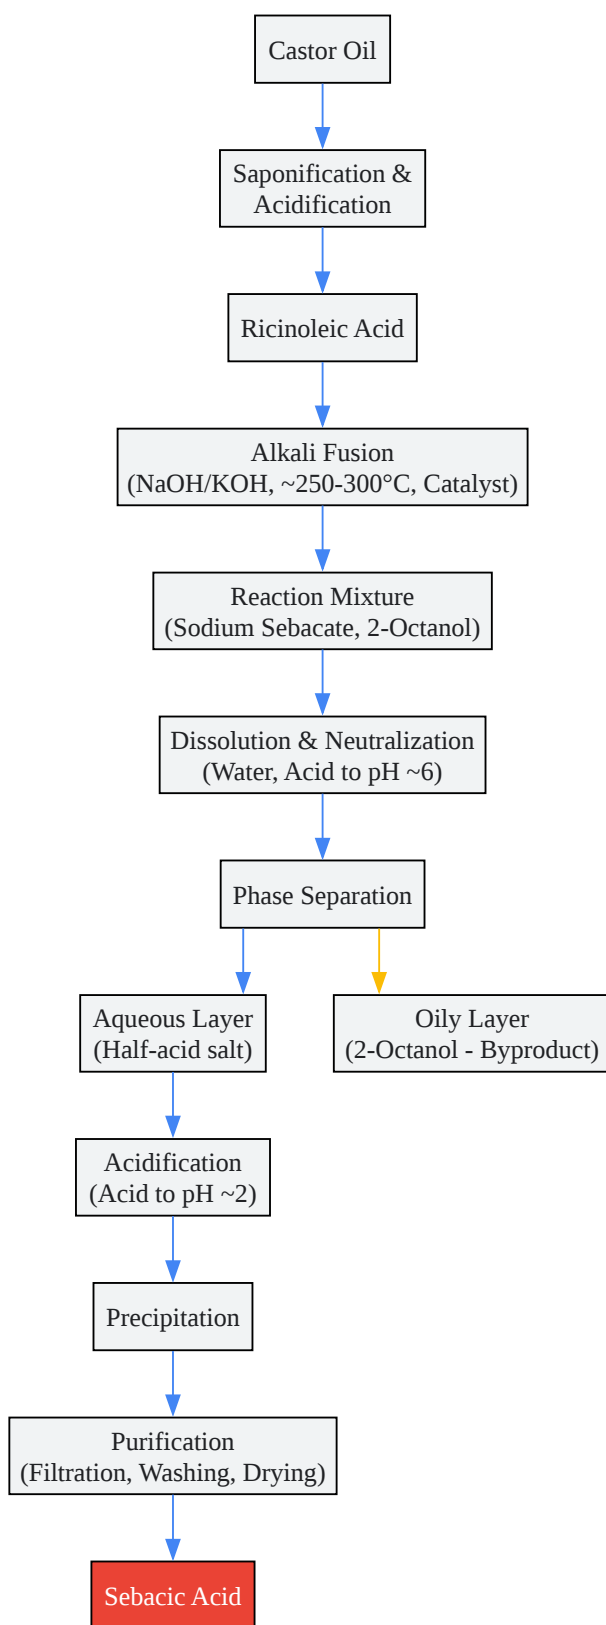 Castor Oil
Saponification &
Acidification
Ricinoleic Acid
Alkali Fusion
(NaOH/KOH, ~250-300°C, Catalyst)
Reaction Mixture
(Sodium Sebacate, 2-Octanol)
Dissolution & Neutralization
(Water, Acid to pH ~6)
Phase Separation
Aqueous Layer
(Half-acid salt)
Oily Layer
(2-Octanol - Byproduct)
Acidification
(Acid to pH ~2)
Precipitation
Purification
(Filtration, Washing, Drying)
Sebacic Acid